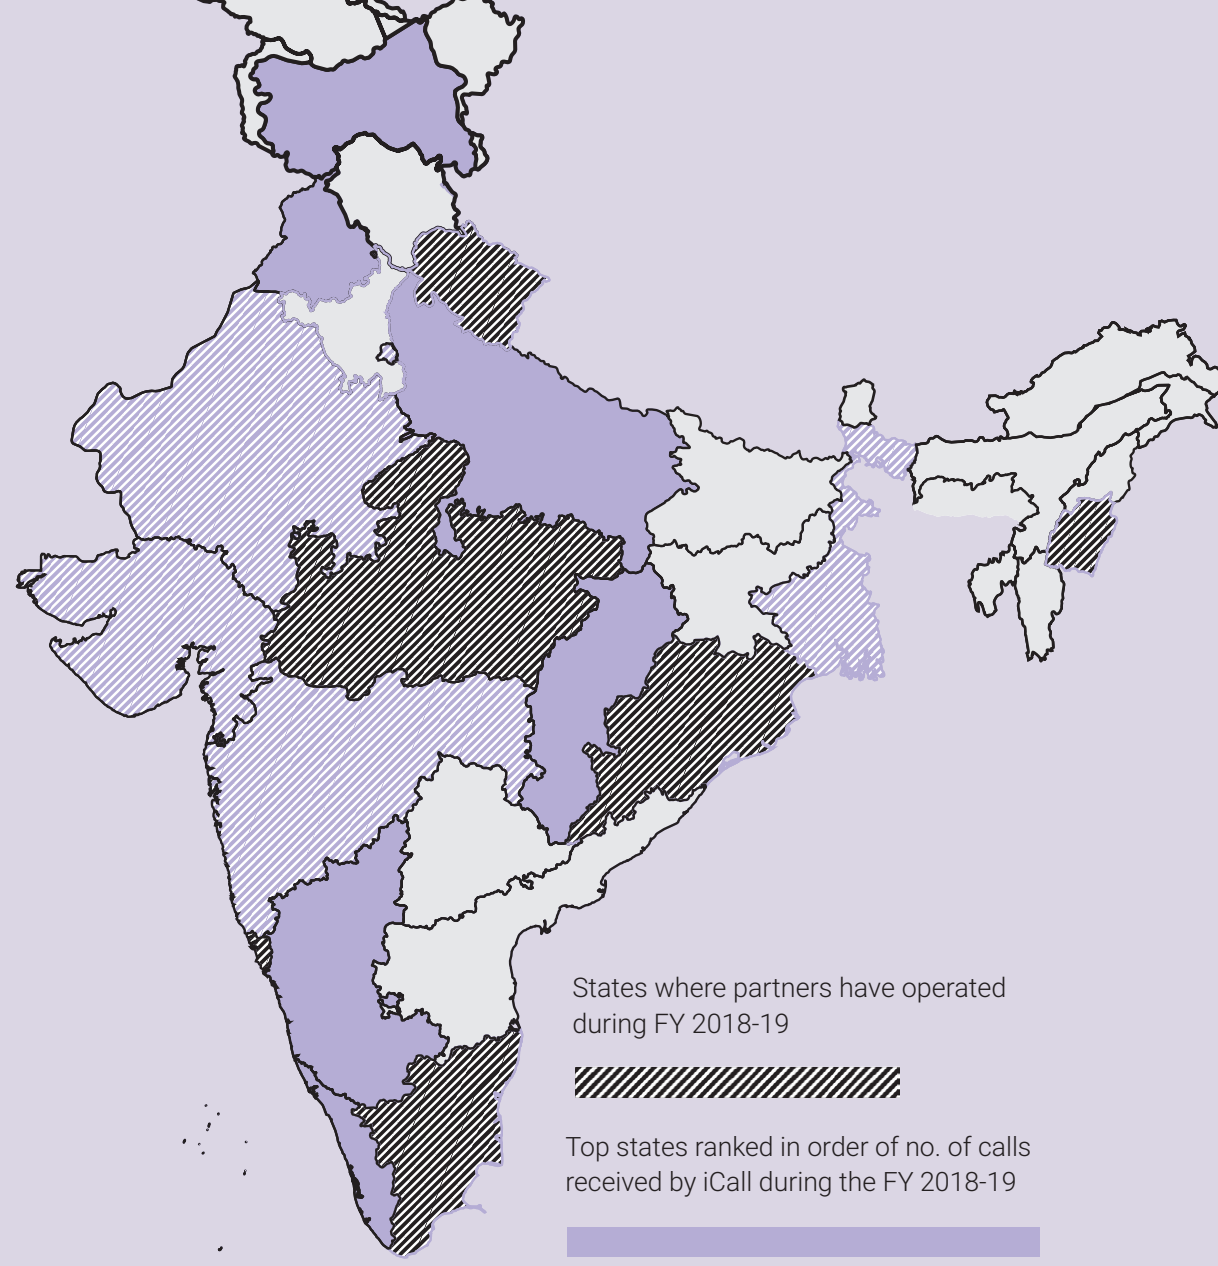 States where partners have operated
during FY 2018-19
Top states ranked in order of no. of calls
received by iCall during the FY 2018-19